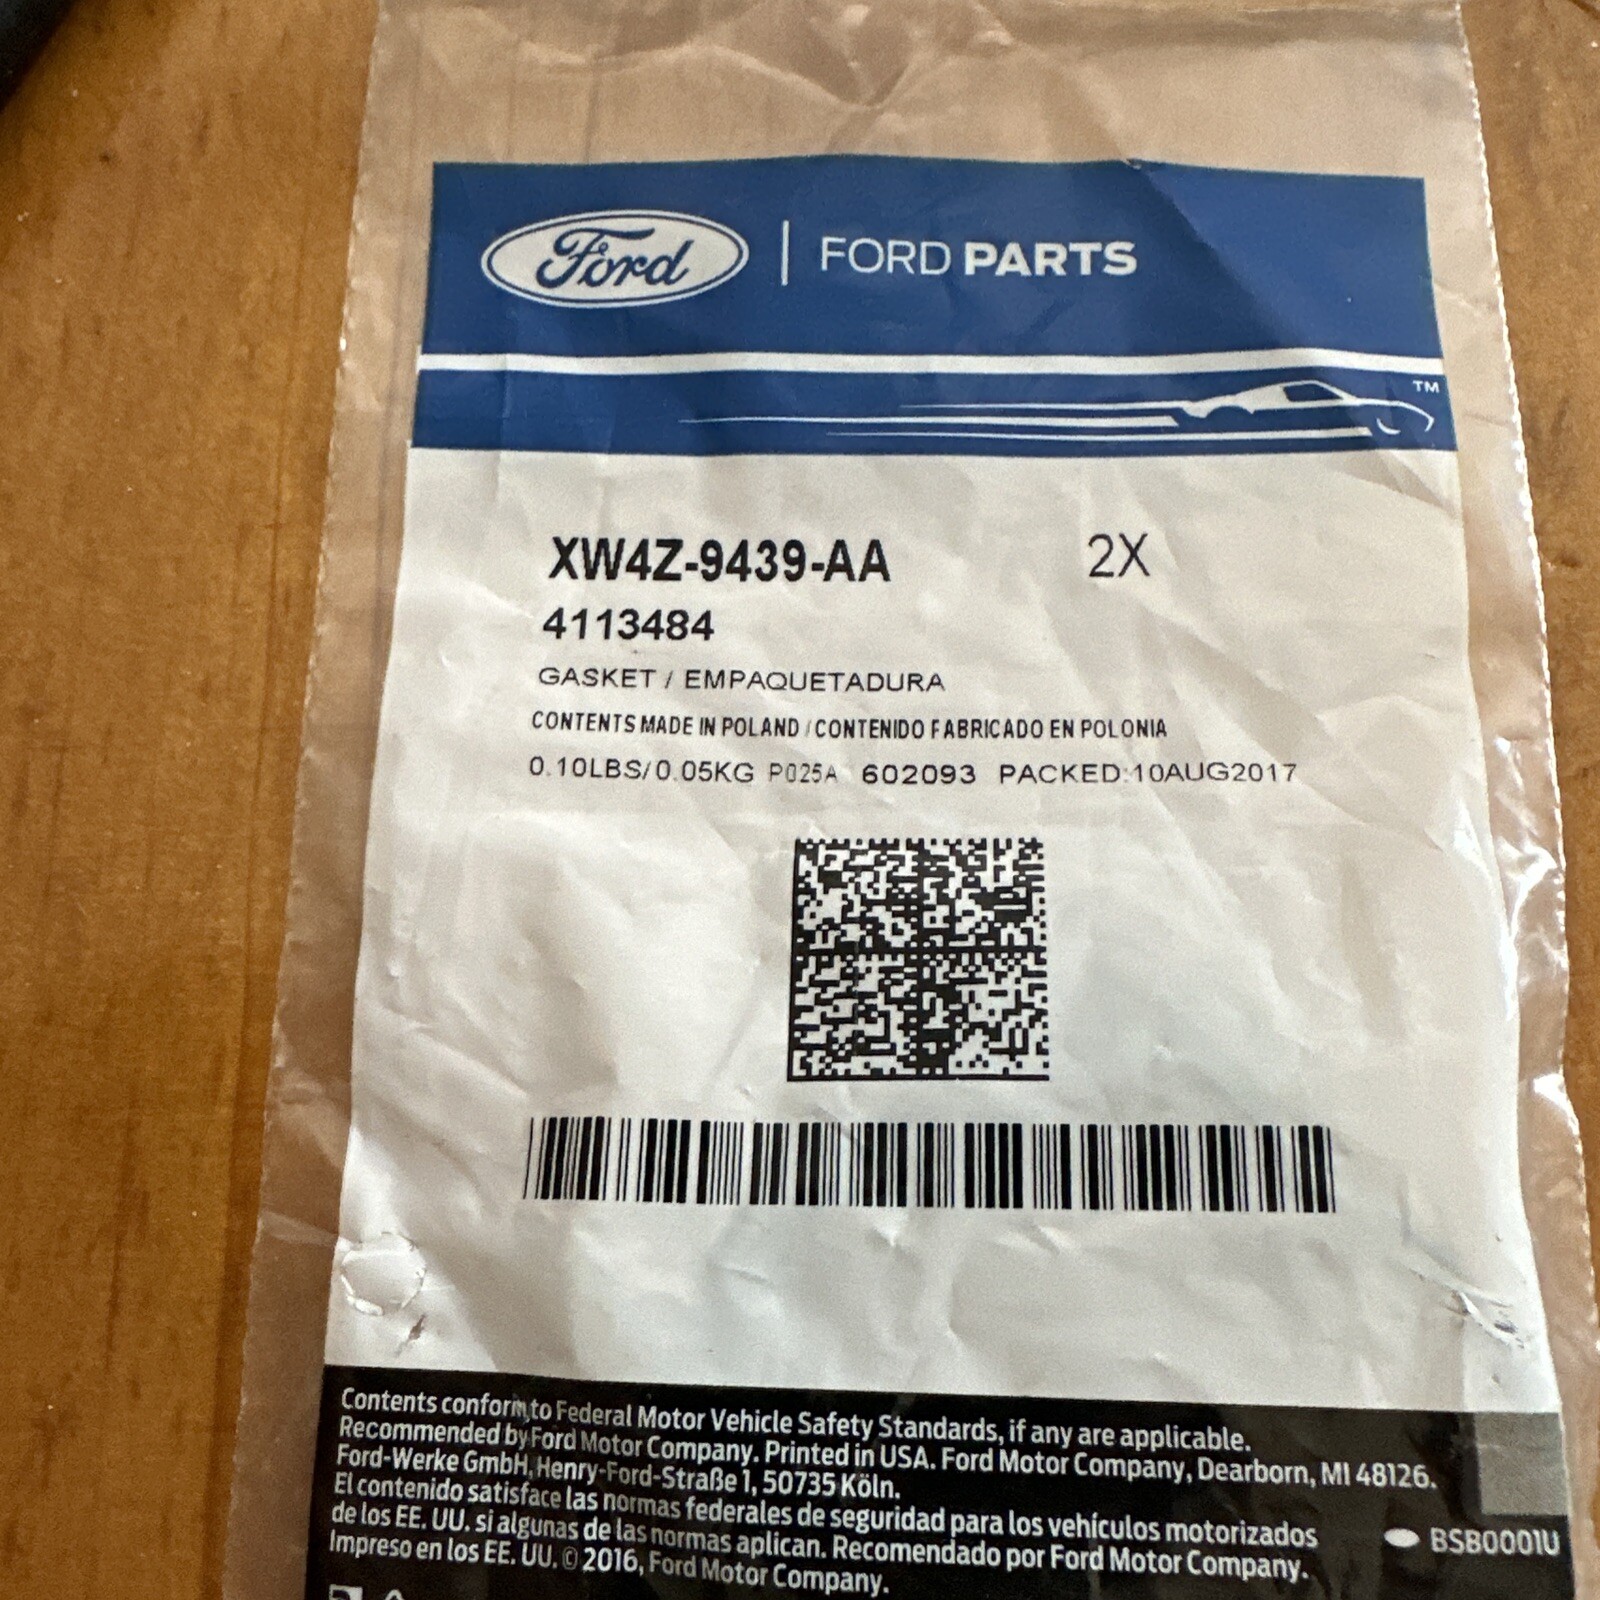 Ford | FORD PARTS
TM
XW4Z-9439-AA 2X
4113484
GASKET / EMPAQUETADURA
CONTENTS MADE IN POLAND / CONTENIDO FABRICADO EN POLONIA
0.10LBS/0.05KG P025A 602093 PACKED:10AUG2017
Contents conform to Federal Motor Vehicle Safety Standards, if any are applicable.
Recommended by Ford Motor Company. Printed in USA. Ford Motor Company, Dearborn, MI 48126.
Ford-Werke GmbH, Henry-Ford-Straße 1, 50735 Köln.
El contenido satisface las normas federales de seguridad para los vehículos motorizados
de los EE. UU. si algunas de las normas aplican. Recomendado por Ford Motor Company.
Impreso en los EE. UU. © 2016, Ford Motor Company.
BSB0001U